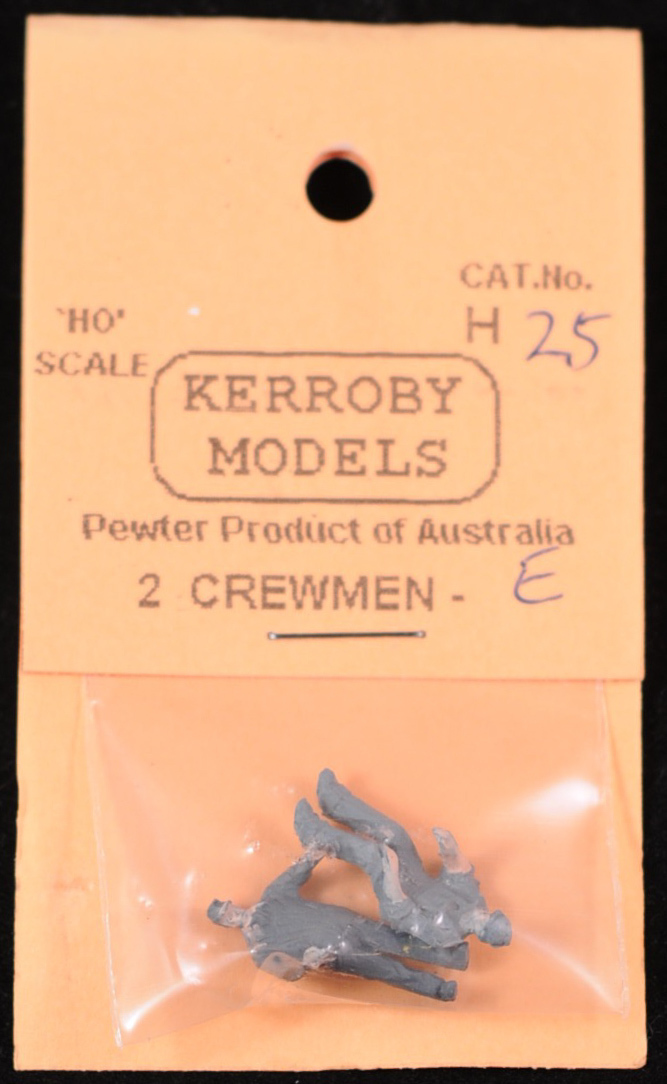 CAT.No.
'HO'
SCALE
H 25
KERROBY
MODELS
Pewter Product of Australia
2 CREWMEN - E